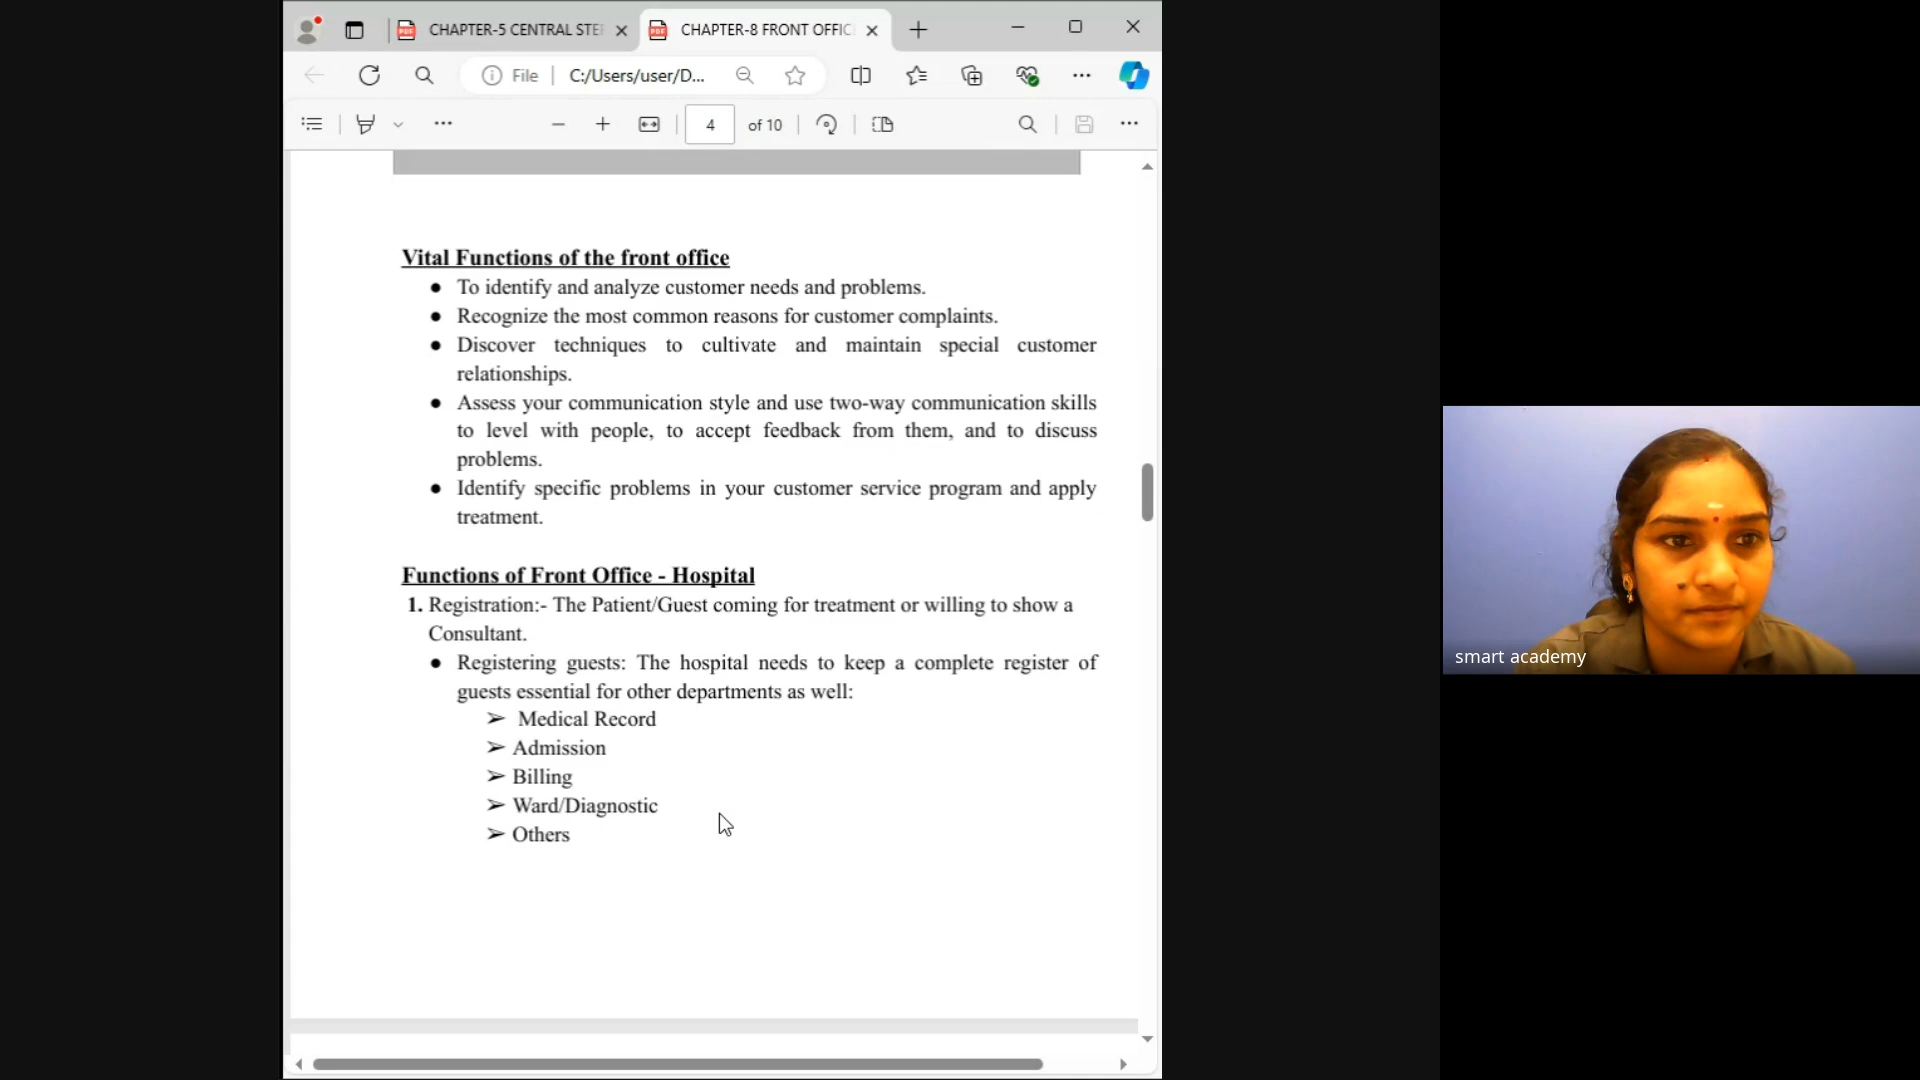 CHAPTER-5 CENTRAL STE
CHAPTER-8 FRONT OFFIC
File
C:/Users/user/D...
4 of 10
Vital Functions of the front office
● To identify and analyze customer needs and problems.
● Recognize the most common reasons for customer complaints.
● Discover techniques to cultivate and maintain special customer
relationships.
● Assess your communication style and use two-way communication skills
to level with people, to accept feedback from them, and to discuss
problems.
● Identify specific problems in your customer service program and apply
treatment.
Functions of Front Office - Hospital
1. Registration:- The Patient/Guest coming for treatment or willing to show a
Consultant.
● Registering guests: The hospital needs to keep a complete register of
guests essential for other departments as well:
➢ Medical Record
➢ Admission
➢ Billing
➢ Ward/Diagnostic
➢ Others
smart academy